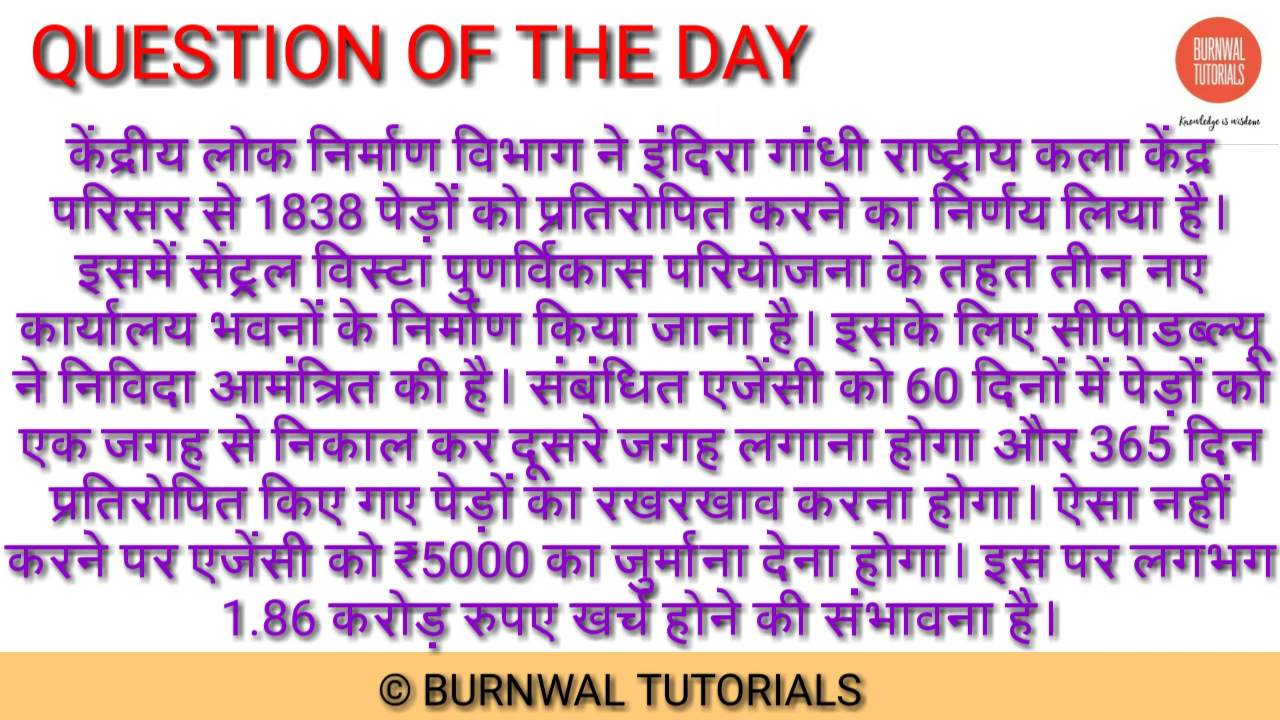 QUESTION OF THE DAY
BURNWAL
TUTORIALS
Knowledge is wisdom
केंद्रीय लोक निर्माण विभाग ने इंदिरा गांधी राष्ट्रीय कला केंद्र
परिसर से 1838 पेड़ों को प्रतिरोपित करने का निर्णय लिया है।
इसमें सेंट्रल विस्टा पुणर्विकास परियोजना के तहत तीन नए
कार्यालय भवनों के निर्माण किया जाना है। इसके लिए सीपीडब्ल्यू
ने निविदा आमंत्रित की है। संबंधित एजेंसी को 60 दिनों में पेड़ों को
एक जगह से निकाल कर दूसरे जगह लगाना होगा और 365 दिन
प्रतिरोपित किए गए पेड़ों का रखरखाव करना होगा। ऐसा नहीं
करने पर एजेंसी को ₹5000 का जुर्माना देना होगा। इस पर लगभग
1.86 करोड़ रुपए खर्च होने की संभावना है।
© BURNWAL TUTORIALS